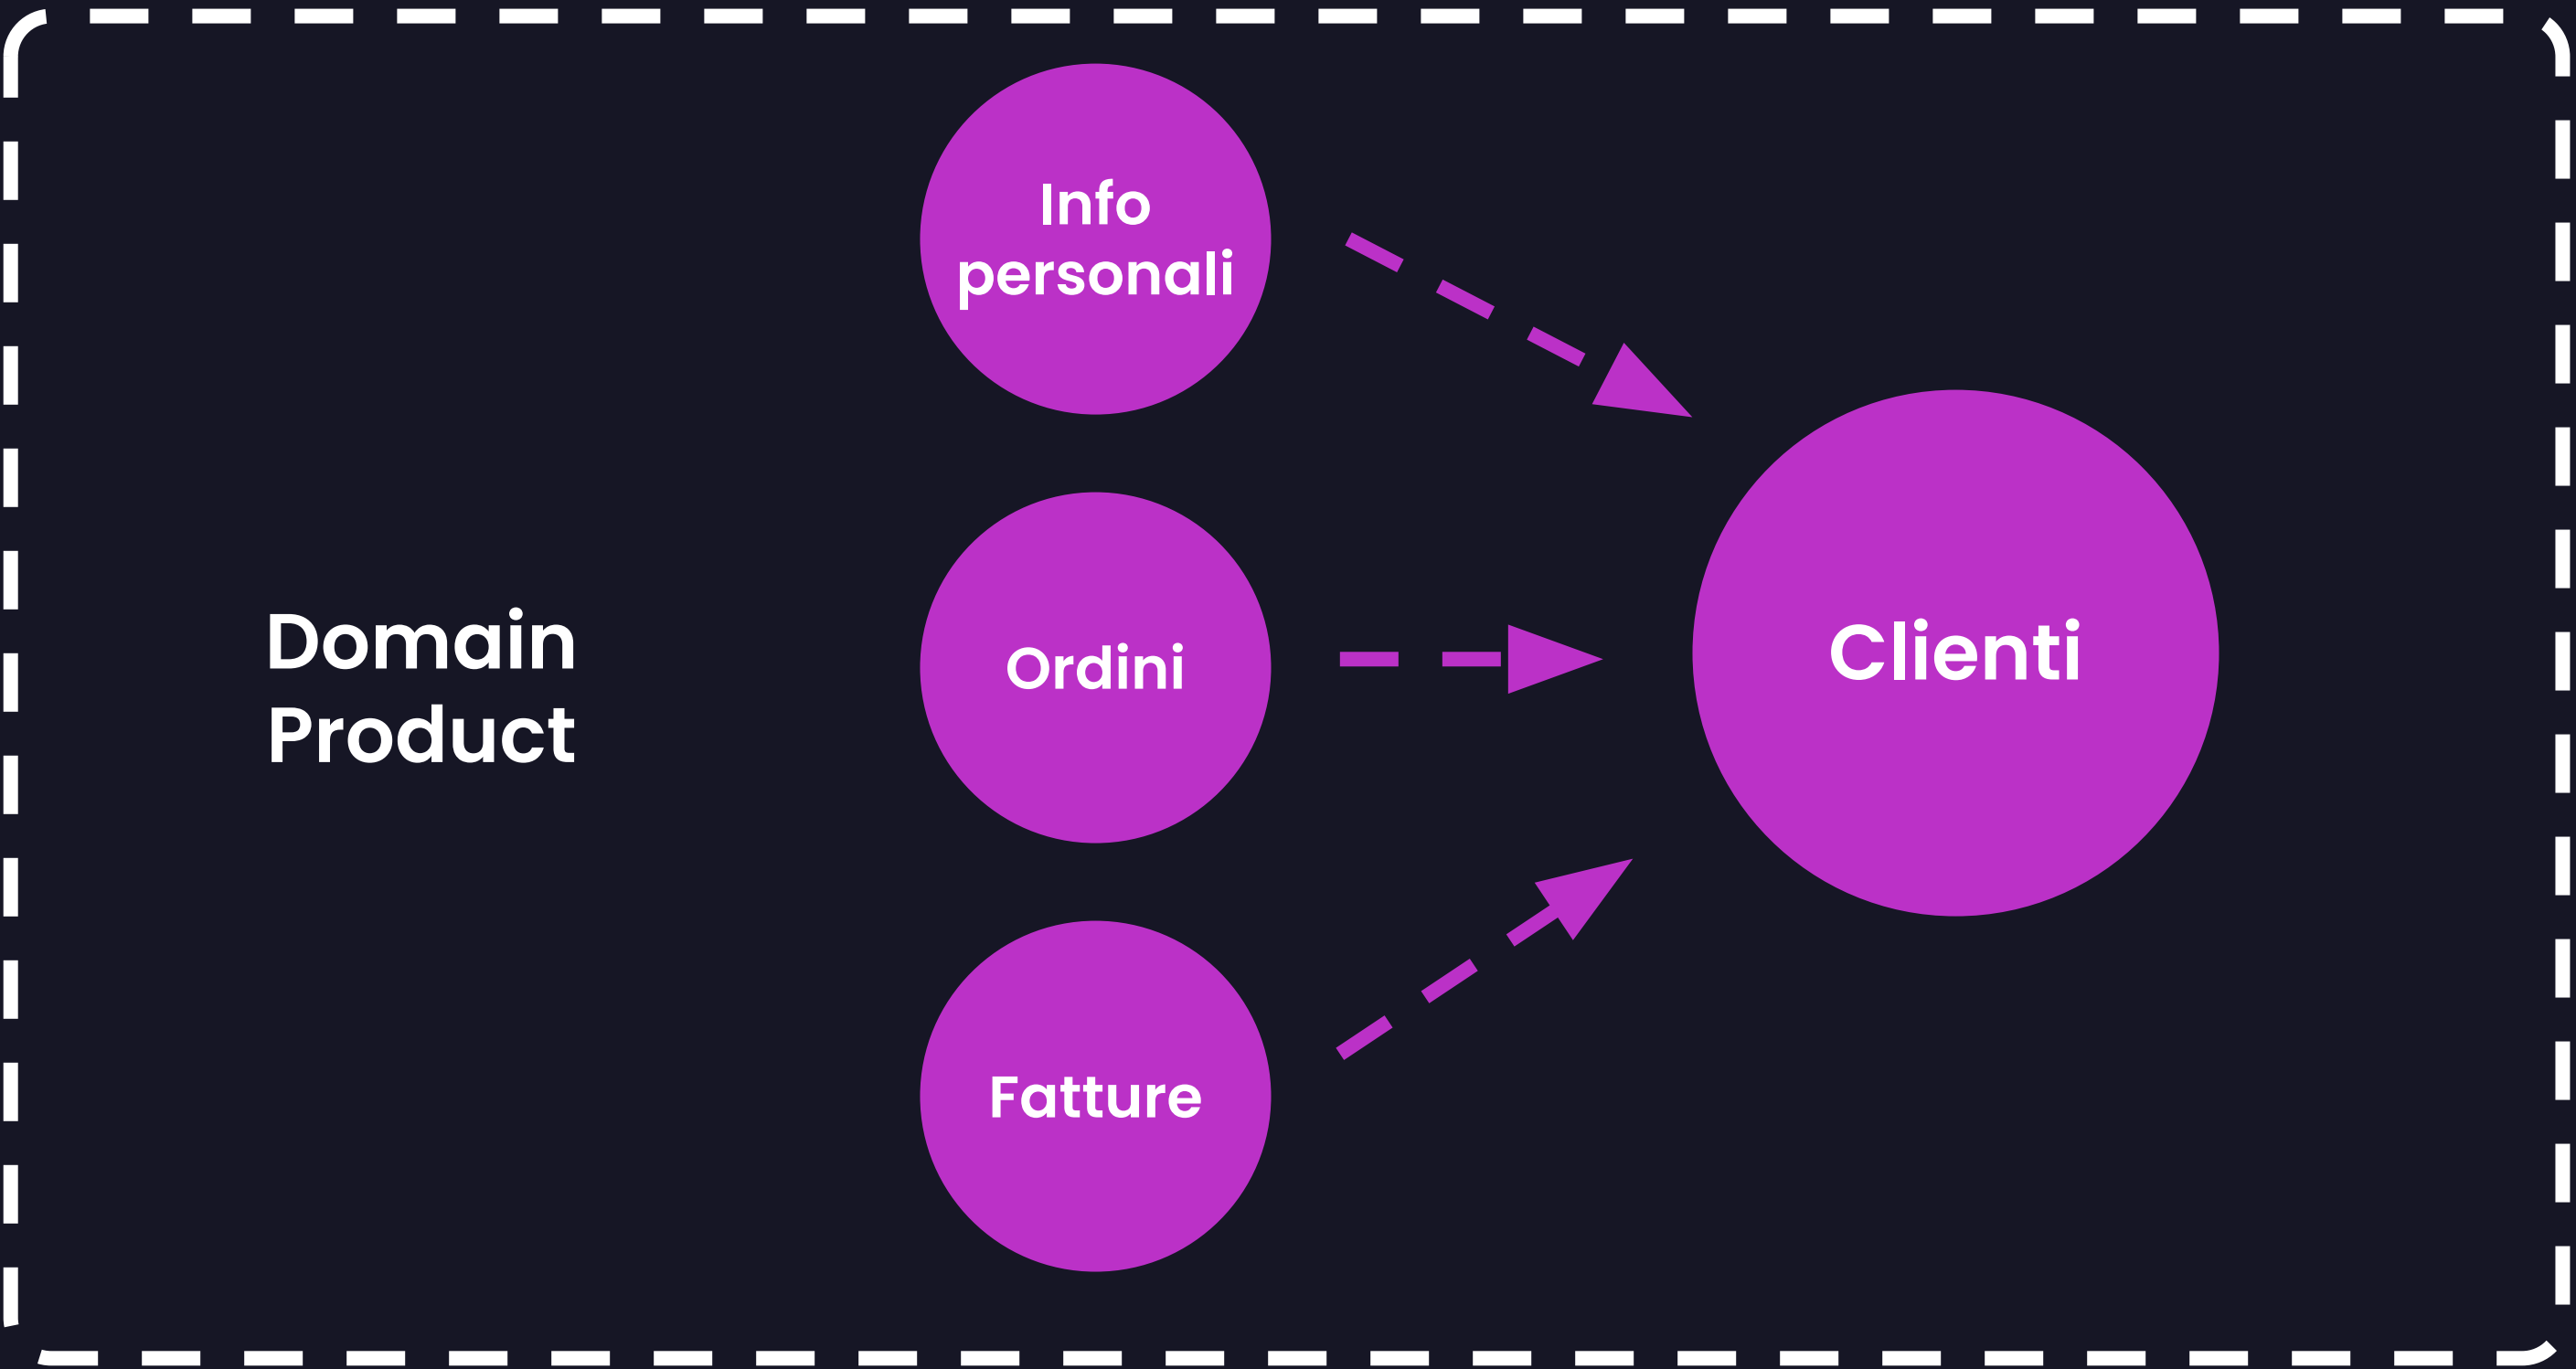 Domain
Product
Info
personali
Ordini
Fatture
Clienti